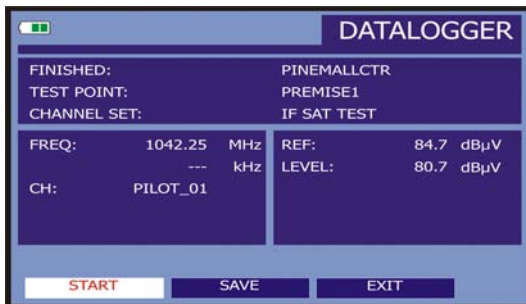 DATALOGGER
FINISHED: PINEMALLCTR
TEST POINT: PREMISE1
CHANNEL SET: IF SAT TEST
FREQ: 1042.25 MHz
--- kHz
CH: PILOT_01
REF: 84.7 dBµV
LEVEL: 80.7 dBµV
START SAVE EXIT